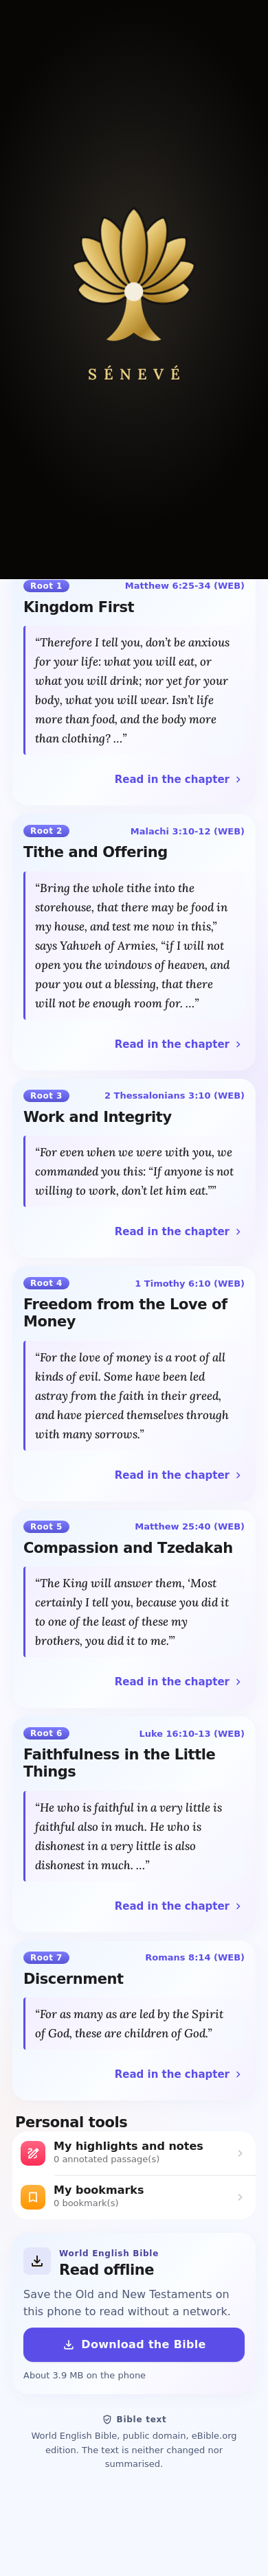 SÉNEVÉ
Root 1
Matthew 6:25-34 (WEB)
Kingdom First
“Therefore I tell you, don’t be anxious
for your life: what you will eat, or
what you will drink; nor yet for your
body, what you will wear. Isn’t life
more than food, and the body more
than clothing? …”
Read in the chapter
Root 2
Malachi 3:10-12 (WEB)
Tithe and Offering
“Bring the whole tithe into the
storehouse, that there may be food in
my house, and test me now in this,”
says Yahweh of Armies, “if I will not
open you the windows of heaven, and
pour you out a blessing, that there
will not be enough room for. …”
Read in the chapter
Root 3
2 Thessalonians 3:10 (WEB)
Work and Integrity
“For even when we were with you, we
commanded you this: “If anyone is not
willing to work, don’t let him eat.””
Read in the chapter
Root 4
1 Timothy 6:10 (WEB)
Freedom from the Love of
Money
“For the love of money is a root of all
kinds of evil. Some have been led
astray from the faith in their greed,
and have pierced themselves through
with many sorrows.”
Read in the chapter
Root 5
Matthew 25:40 (WEB)
Compassion and Tzedakah
“The King will answer them, ‘Most
certainly I tell you, because you did it
to one of the least of these my
brothers, you did it to me.’”
Read in the chapter
Root 6
Luke 16:10-13 (WEB)
Faithfulness in the Little
Things
“He who is faithful in a very little is
faithful also in much. He who is
dishonest in a very little is also
dishonest in much. …”
Read in the chapter
Root 7
Romans 8:14 (WEB)
Discernment
“For as many as are led by the Spirit
of God, these are children of God.”
Read in the chapter
Personal tools
My highlights and notes
0 annotated passage(s)
My bookmarks
0 bookmark(s)
World English Bible
Read offline
Save the Old and New Testaments on
this phone to read without a network.
Download the Bible
About 3.9 MB on the phone
Bible text
World English Bible, public domain, eBible.org
edition. The text is neither changed nor
summarised.